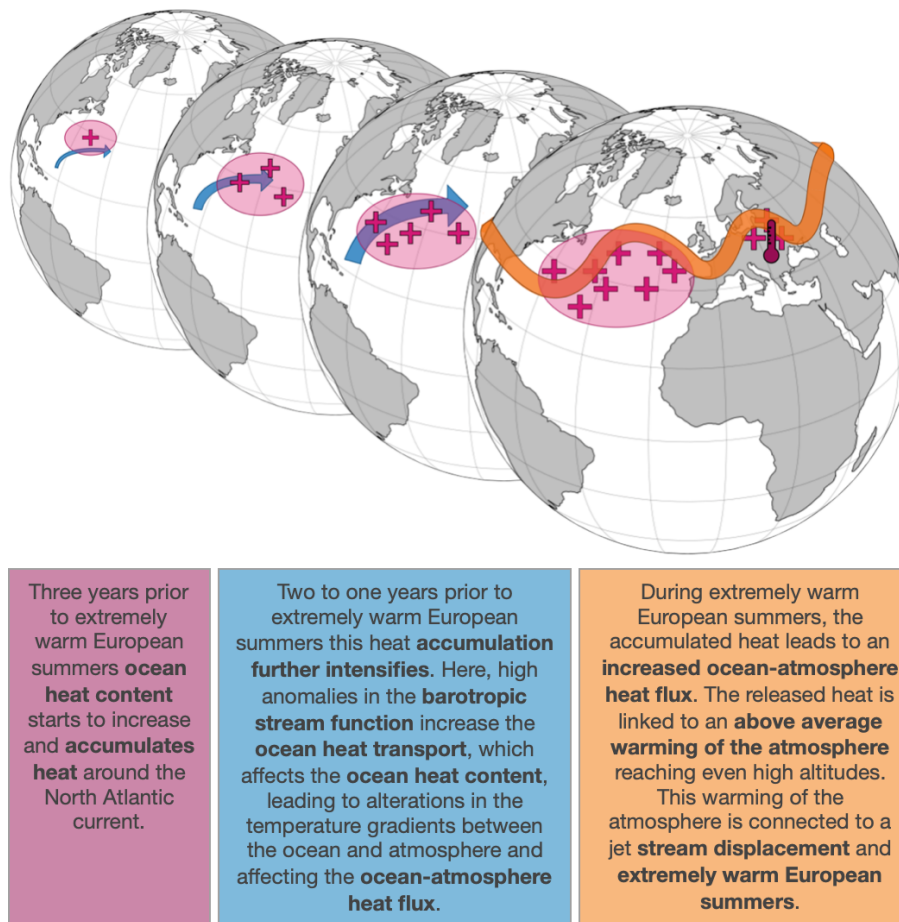 Three years prior
to extremely
warm European
summers ocean
heat content
starts to increase
and accumulates
heat around the
North Atlantic
current.
Two to one years prior to
extremely warm European
summers this heat accumulation
further intensifies. Here, high
anomalies in the barotropic
stream function increase the
ocean heat transport, which
affects the ocean heat content,
leading to alterations in the
temperature gradients between
the ocean and atmosphere and
affecting the ocean-atmosphere
heat flux.
During extremely warm
European summers, the
accumulated heat leads to an
increased ocean-atmosphere
heat flux. The released heat is
linked to an above average
warming of the atmosphere
reaching even high altitudes.
This warming of the
atmosphere is connected to a
jet stream displacement and
extremely warm European
summers.